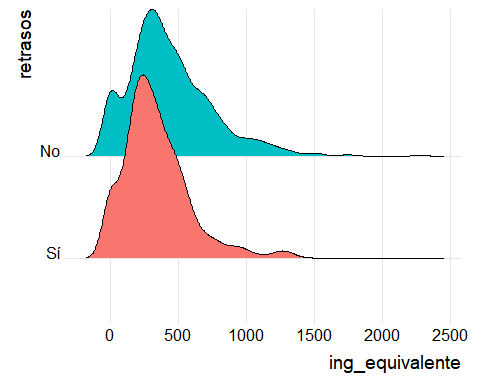 retrasos
No
Sí
0 500 1000 1500 2000 2500
ing_equivalente